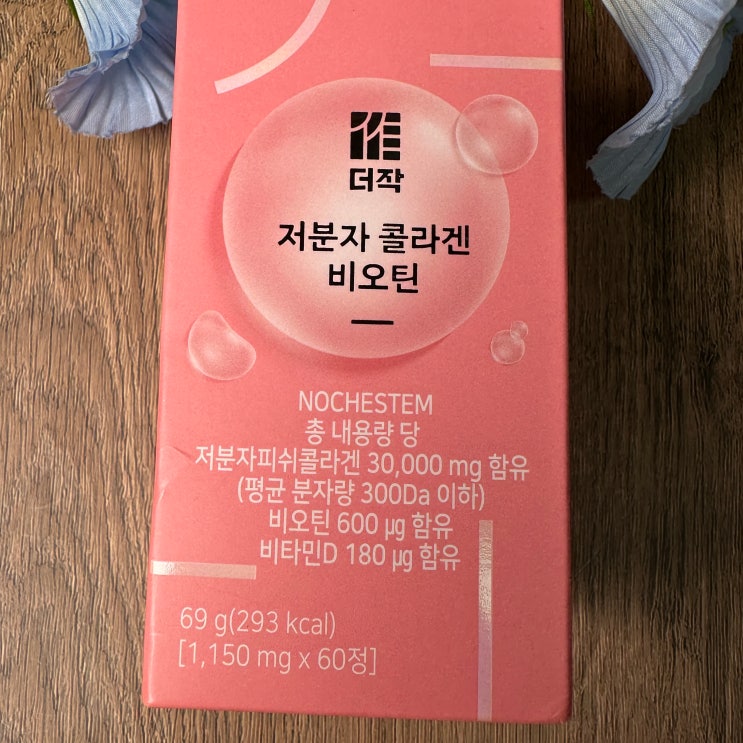 더작
저분자 콜라겐
비오틴
NOCHESTEM
총 내용량 당
저분자피쉬콜라겐 30,000 mg 함유
(평균 분자량 300Da 이하)
비오틴 600 µg 함유
비타민D 180 µg 함유
69 g(293 kcal)
[1,150 mg x 60정]